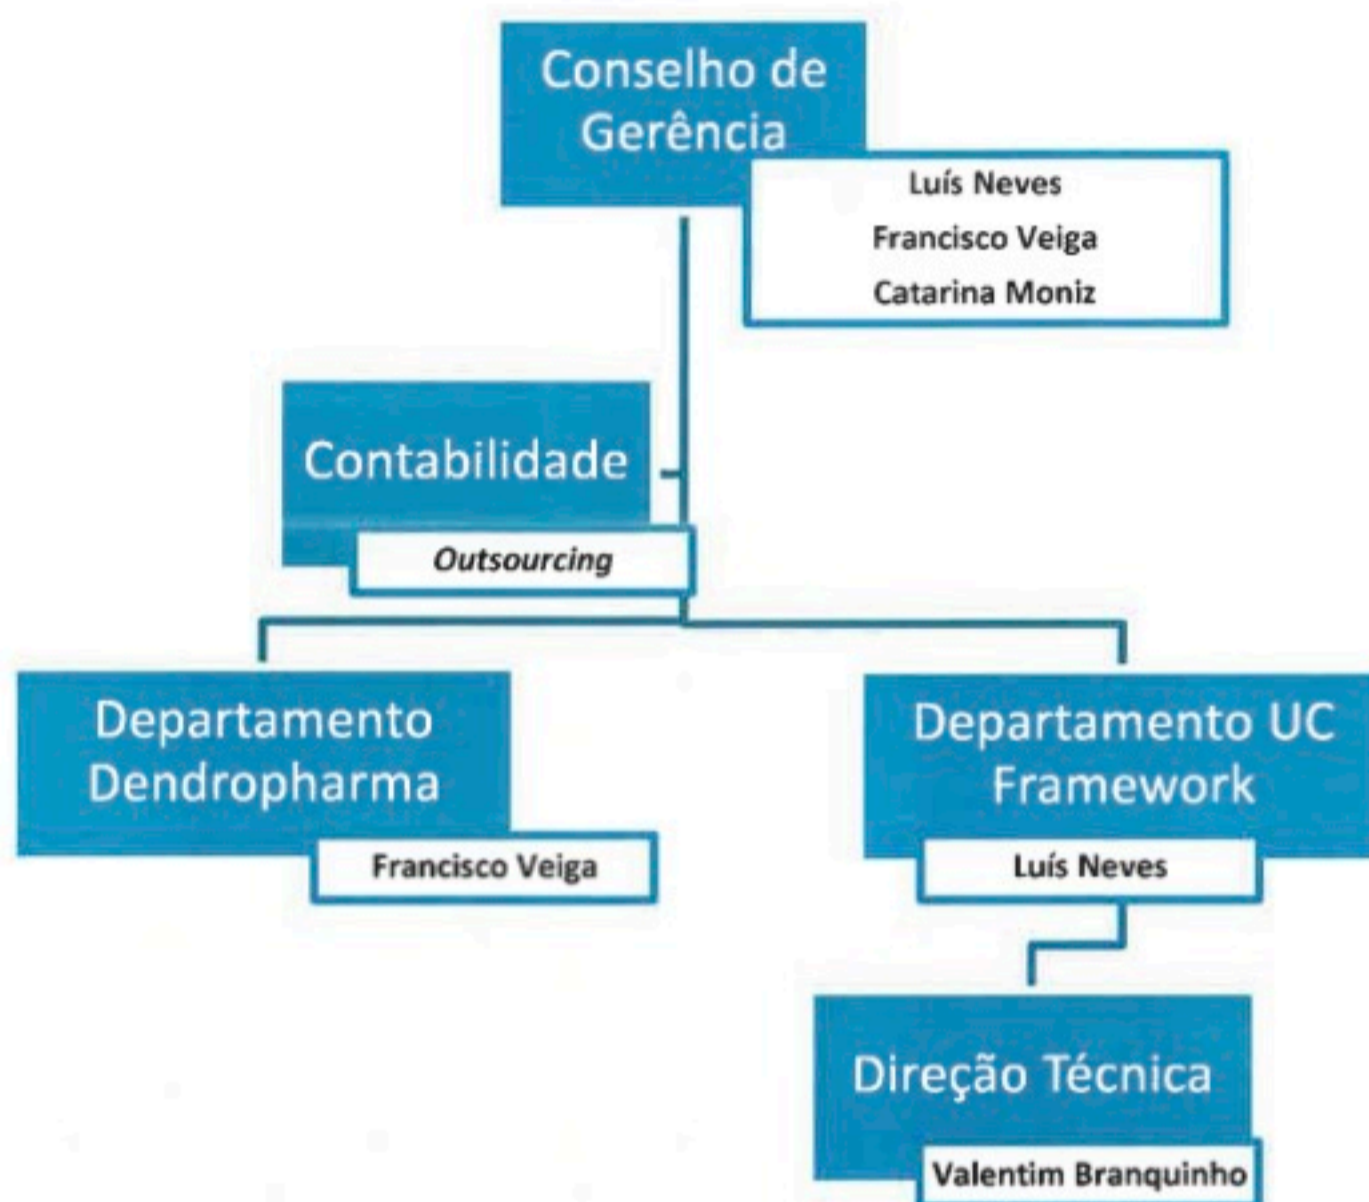 Conselho de
Gerência
Luís Neves
Francisco Veiga
Catarina Moniz
Contabilidade
Outsourcing
Departamento
Dendropharma
Francisco Veiga
Departamento UC
Framework
Luís Neves
Direção Técnica
Valentim Branquinho